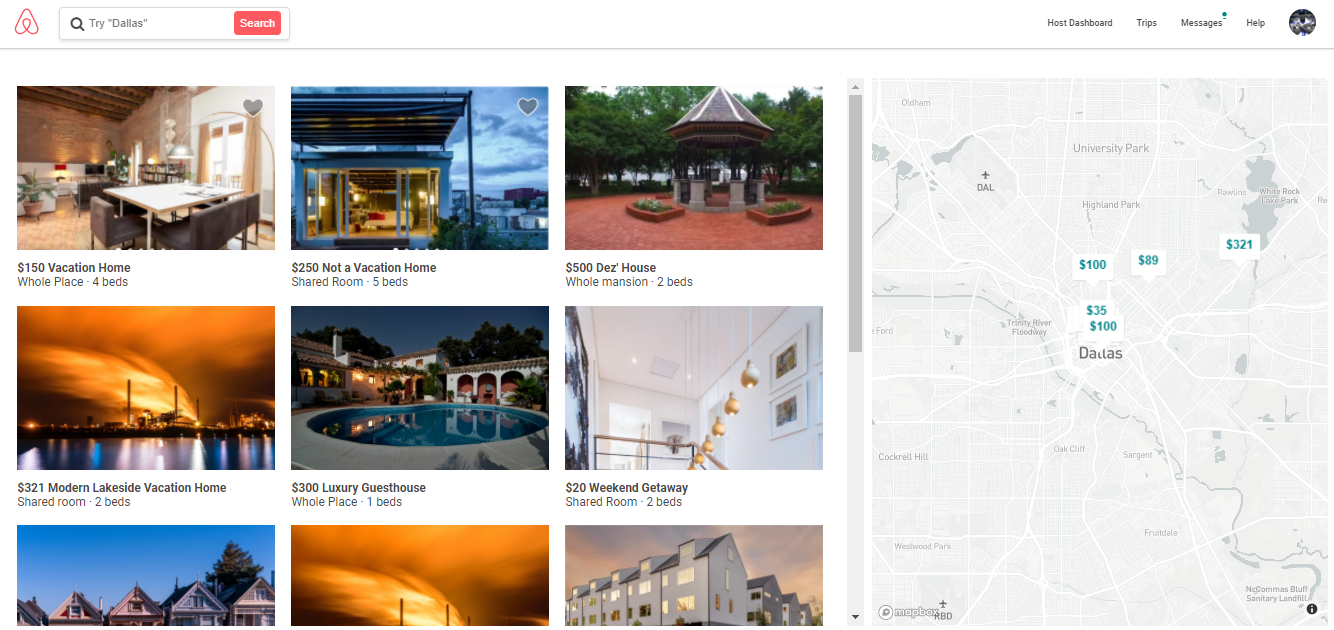 Try "Dallas"
Search
Host Dashboard
Trips
Messages
Help
$150 Vacation Home
Whole Place · 4 beds
$250 Not a Vacation Home
Shared Room · 5 beds
$500 Dez' House
Whole mansion · 2 beds
$321 Modern Lakeside Vacation Home
Shared room · 2 beds
$300 Luxury Guesthouse
Whole Place · 1 beds
$20 Weekend Getaway
Shared Room · 2 beds
Oldham
University Park
DAL
Highland Park
Rawlins
White Rock
Lake Park
$321
$89
$100
$35
$100
Trinity River
Floodway
Dallas
Oak Cliff
Sargent
Cockrell Hill
Fruitdale
Westwood Park
McCommas Bluff
Sanitary Landfill
mapbox
RBD